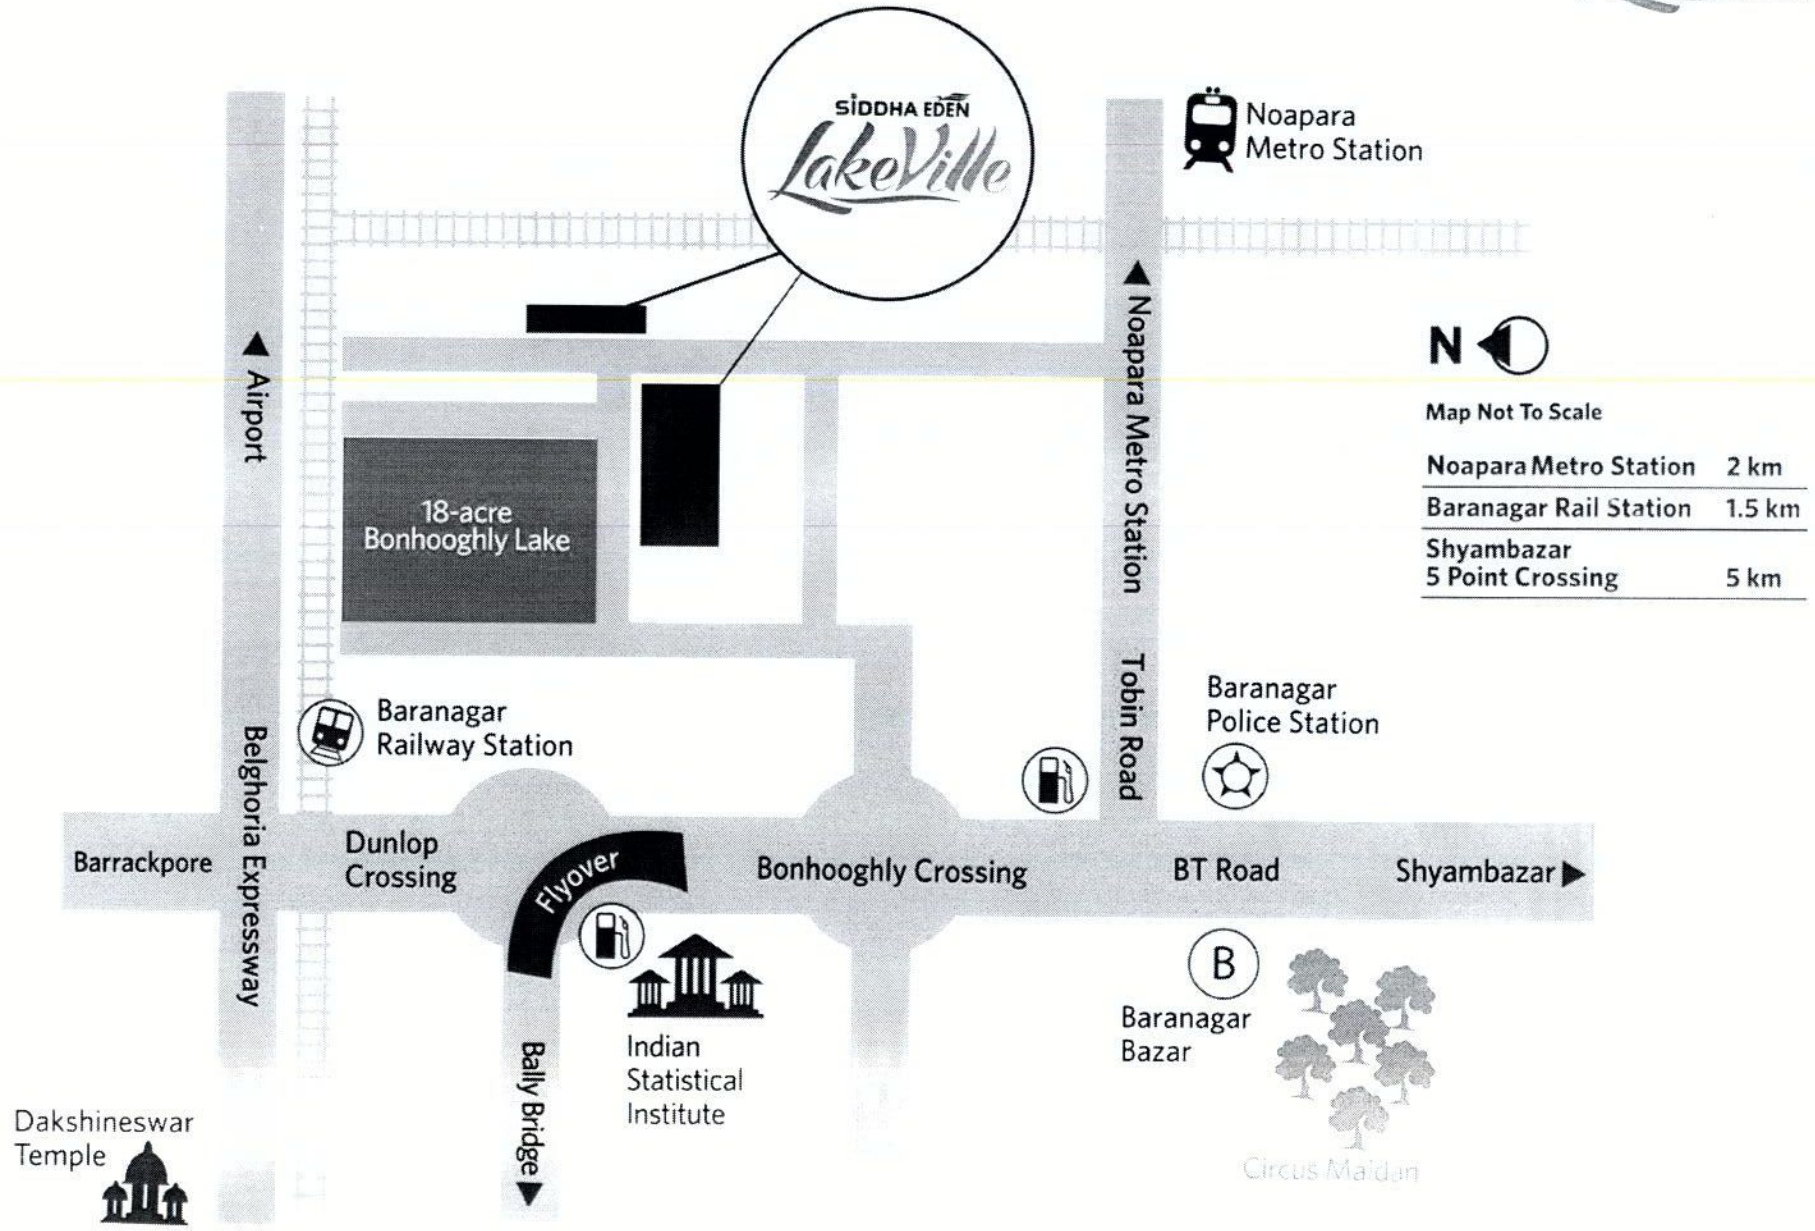 SIDDHA EDEN
LakeVille
Noapara
Metro Station
Airport
Noapara Metro Station
N
Map Not To Scale
Noapara Metro Station 2 km
Baranagar Rail Station 1.5 km
Shyambazar
5 Point Crossing 5 km
18-acre
Bonhooghly Lake
Tobin Road
Baranagar
Police Station
Baranagar
Railway Station
Belghoria Expressway
Barrackpore
Dunlop
Crossing
Flyover
Bonhooghly Crossing
BT Road
Shyambazar
B
Baranagar
Bazar
Indian
Statistical
Institute
Bally Bridge
Dakshineswar
Temple
Circus Maidan